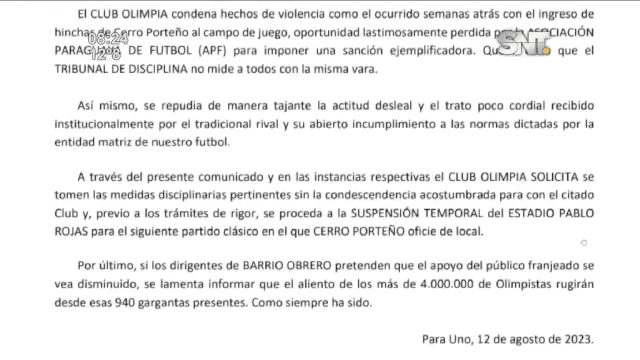 El CLUB OLIMPIA condena hechos de violencia como el ocurrido semanas atrás con el ingreso de
hinchas de Cerro Porteño al campo de juego, oportunidad lastimosamente perdida
08:24
SNT
PARAGUAYA DE FUTBOL (APF) para imponer una sanción ejemplificadora. que el
12°8
TRIBUNAL DE DISCIPLINA no mide a todos con la misma vara.
Así mismo, se repudia de manera tajante la actitud desleal y el trato poco cordial recibido
institucionalmente por el tradicional rival y su abierto incumplimiento a las normas dictadas por la
entidad matriz de nuestro futbol.
A través del presente comunicado y en las instancias respectivas el CLUB OLIMPIA SOLICITA se
tomen las medidas disciplinarias pertinentes sin la condescendencia acostumbrada para con el citado
Club y, previo a los trámites de rigor, se proceda a la SUSPENSIÓN TEMPORAL del ESTADIO PABLO
ROJAS para el siguiente partido clásico en el que CERRO PORTEÑO oficie de local.
Por último, si los dirigentes de BARRIO OBRERO pretenden que el apoyo del público franjeado se
vea disminuido, se lamenta informar que el aliento de los más de 4.000.000 de Olimpistas rugirán
desde esas 940 gargantas presentes. Como siempre ha sido.
Para Uno, 12 de agosto de 2023.